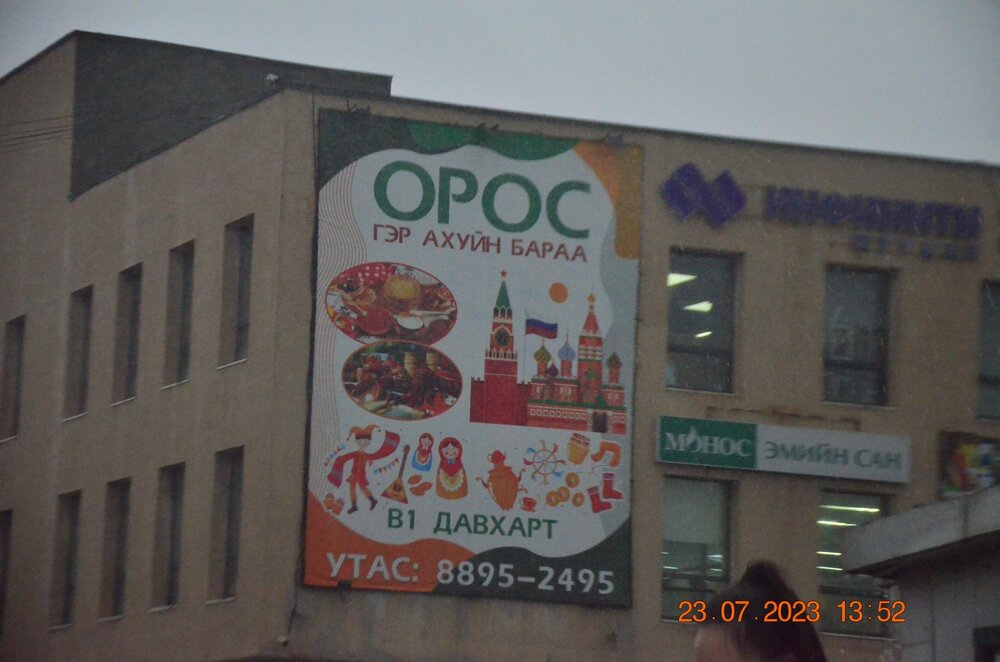 ОРОС
ГЭР АХУЙН БАРАА
B1 ДАВХАРТ
УТАС: 8895-2495
МОНОС ЭМИЙН САН
23.07.2023 13:52